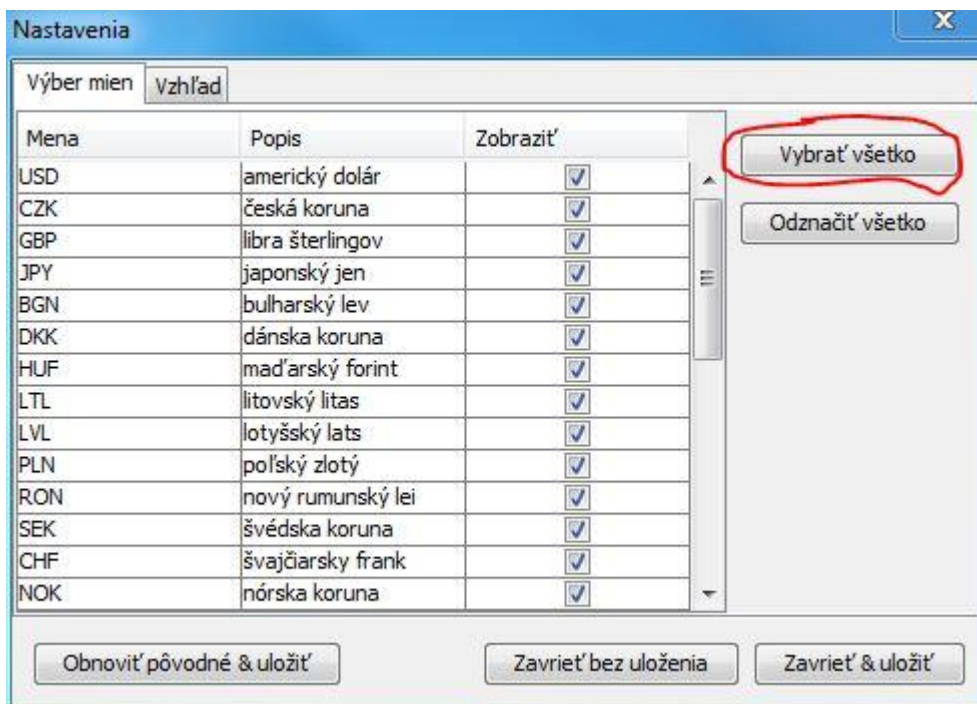 Nastavenia
Výber mien Vzhľad
Mena Popis Zobraziť
USD americký dolár
CZK česká koruna
GBP libra šterlingov
JPY japonský jen
BGN bulharský lev
DKK dánska koruna
HUF maďarský forint
LTL litovský litas
LVL lotyšský lats
PLN poľský zlotý
RON nový rumunský lei
SEK švédska koruna
CHF švajčiarsky frank
NOK nórska koruna
Vybrať všetko
Odznačiť všetko
Obnoviť pôvodné & uložiť Zavrieť bez uloženia Zavrieť & uložiť